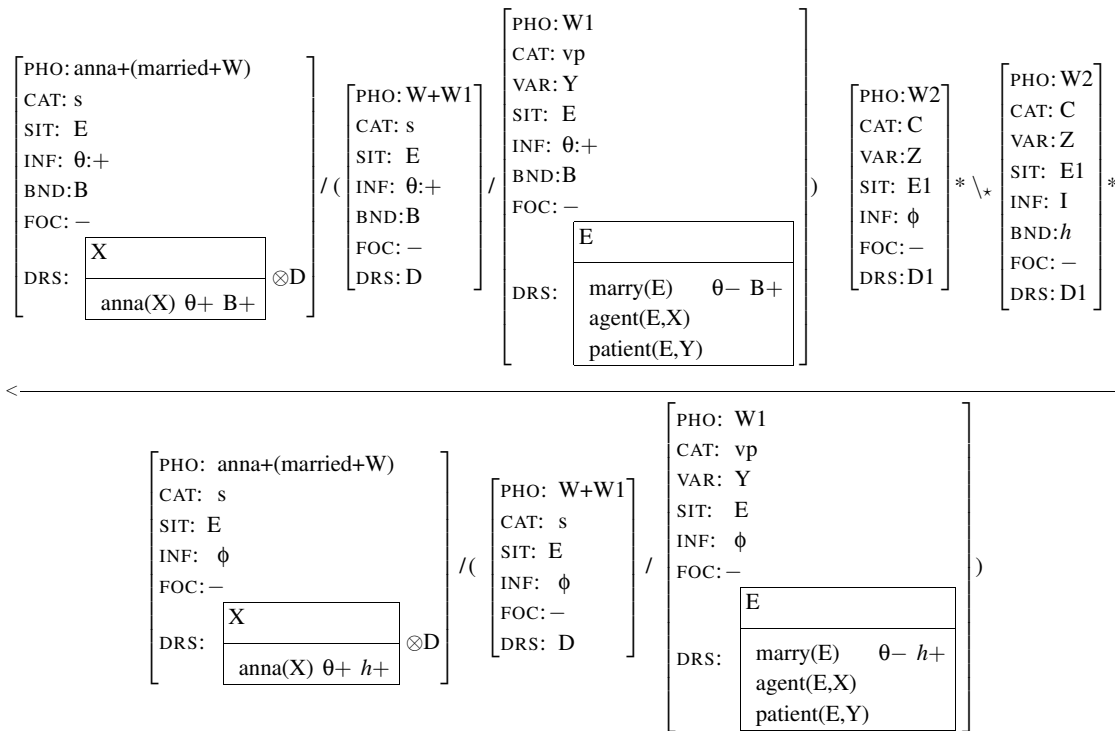 PHO: anna+(married+W)
CAT: s
SIT: E
INF: θ:+
BND:B
FOC: −
DRS: X
anna(X) θ+ B+
⊗D
/ (
PHO: W+W1
CAT: s
SIT: E
INF: θ:+
BND:B
FOC: −
DRS: D
/
PHO: W1
CAT: vp
VAR: Y
SIT: E
INF: θ:+
BND:B
FOC: −
DRS: E
marry(E) θ− B+
agent(E,X)
patient(E,Y)
)
PHO: W2
CAT: C
VAR: Z
SIT: E1
INF: φ
FOC: −
DRS: D1
* \⋆
PHO: W2
CAT: C
VAR: Z
SIT: E1
INF: I
BND: h
FOC: −
DRS: D1
*
<
PHO: anna+(married+W)
CAT: s
SIT: E
INF: φ
FOC: −
DRS: X
anna(X) θ+ h+
⊗D
/ (
PHO: W+W1
CAT: s
SIT: E
INF: φ
FOC: −
DRS: D
/
PHO: W1
CAT: vp
VAR: Y
SIT: E
INF: φ
FOC: −
DRS: E
marry(E) θ− h+
agent(E,X)
patient(E,Y)
)